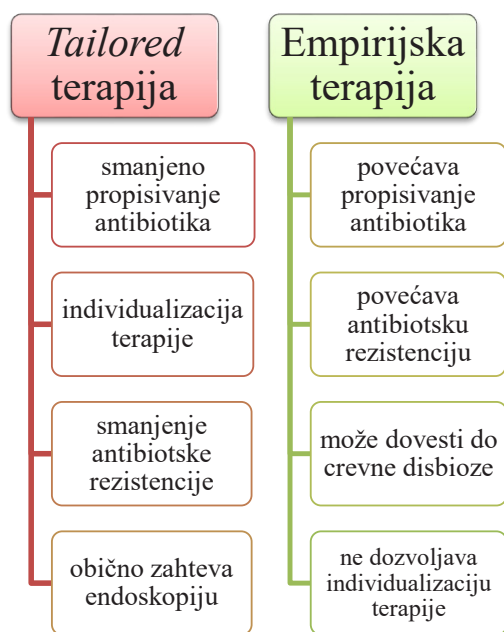 Tailored
terapija
smanjeno
propisivanje
antibiotika
individualizacija
terapije
smanjenje
antibiotske
rezistencije
obično zahteva
endoskopiju
Empirijska
terapija
povećava
propisivanje
antibiotika
povećava
antibiotsku
rezistenciju
može dovesti do
crevne disbioze
ne dozvoljava
individualizaciju
terapije